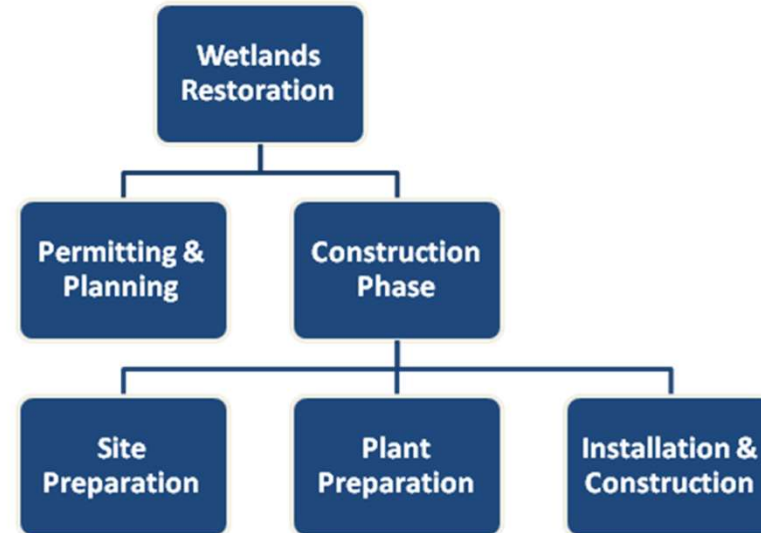 Wetlands
Restoration
Permitting &
Planning
Construction
Phase
Site
Preparation
Plant
Preparation
Installation &
Construction